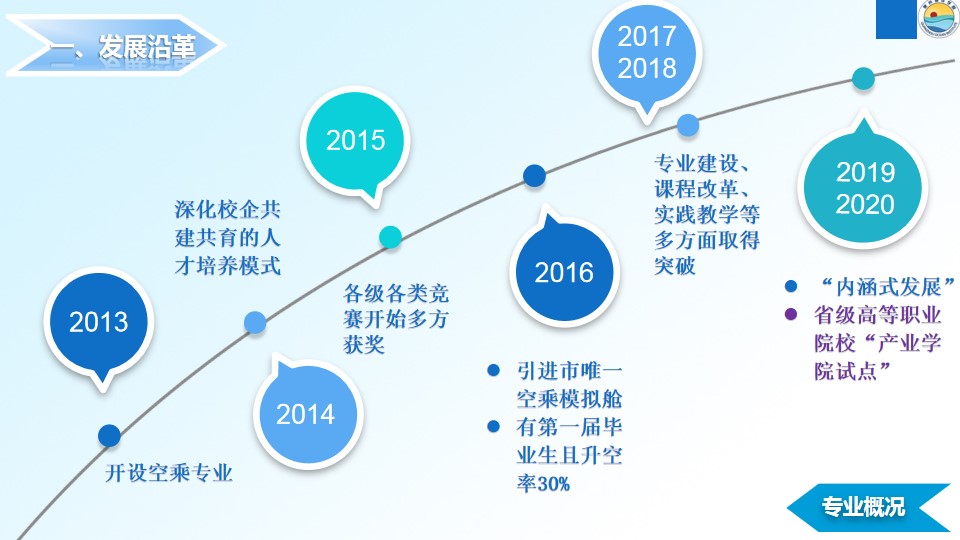 一、发展沿革
2013
开设空乘专业
2014
深化校企共
建共育的人
才培养模式
2015
各级各类竞
赛开始多方
获奖
2016
● 引进市唯一
空乘模拟舱
● 有第一届毕
业生且升空
率30%
2017
2018
专业建设、
课程改革、
实践教学等
多方面取得
突破
2019
2020
● “内涵式发展”
● 省级高等职业
院校“产业学
院试点”
专业概况